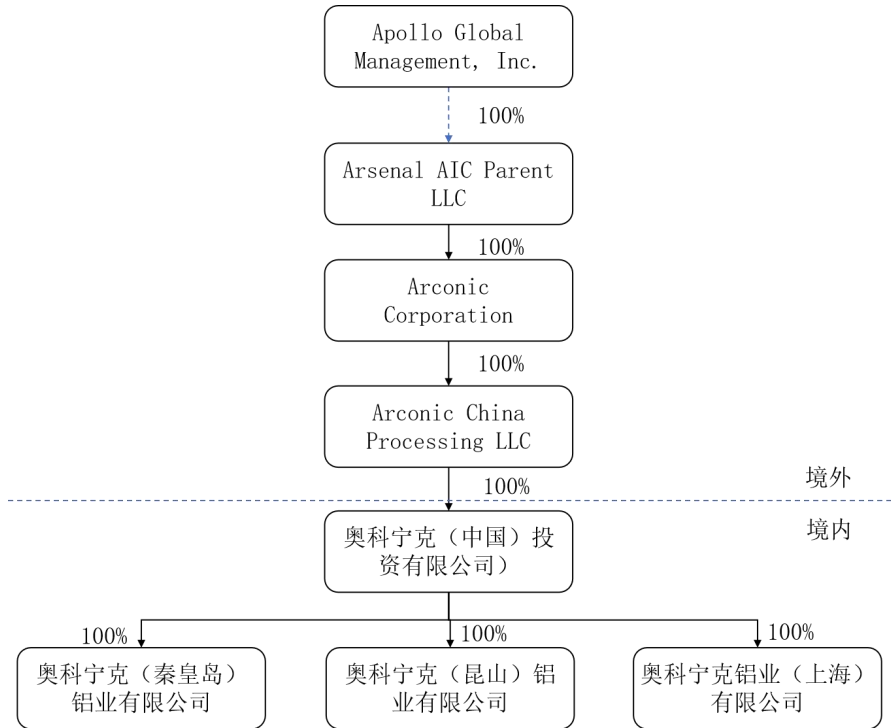 Apollo Global
Management, Inc.
100%
Arsenal AIC Parent
LLC
100%
Arconic
Corporation
100%
Arconic China
Processing LLC
100%
境外
境内
奥科宁克（中国）投
资有限公司）
100%
100%
100%
奥科宁克（秦皇岛）
铝业有限公司
奥科宁克（昆山）铝
业有限公司
奥科宁克铝业（上海）
有限公司